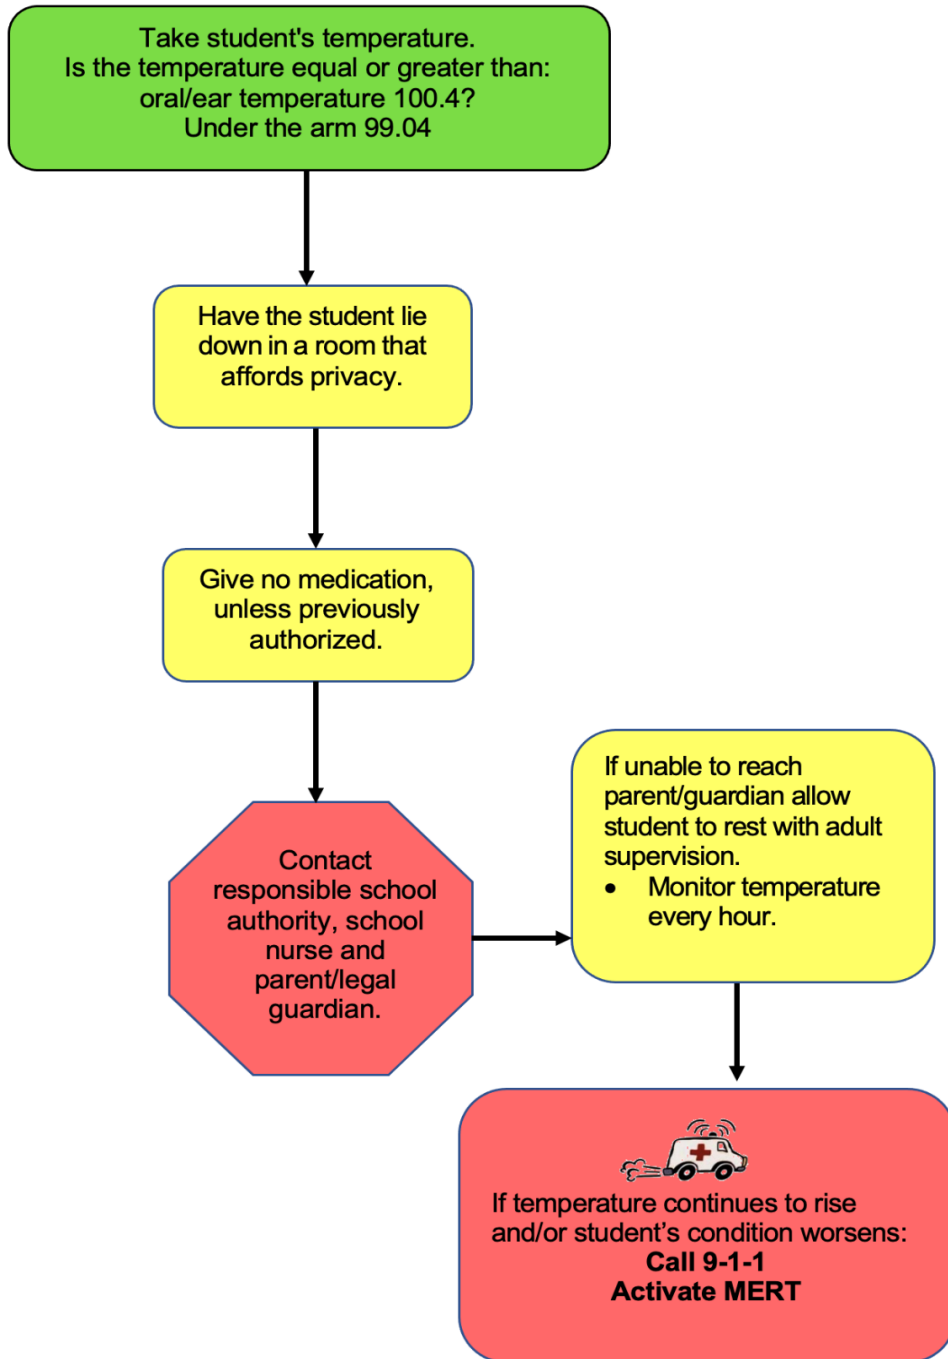 Take student's temperature.
Is the temperature equal or greater than:
oral/ear temperature 100.4?
Under the arm 99.04
Have the student lie
down in a room that
affords privacy.
Give no medication,
unless previously
authorized.
Contact
responsible school
authority, school
nurse and
parent/legal
guardian.
If unable to reach
parent/guardian allow
student to rest with adult
supervision.
• Monitor temperature
every hour.
If temperature continues to rise
and/or student’s condition worsens:
Call 9-1-1
Activate MERT